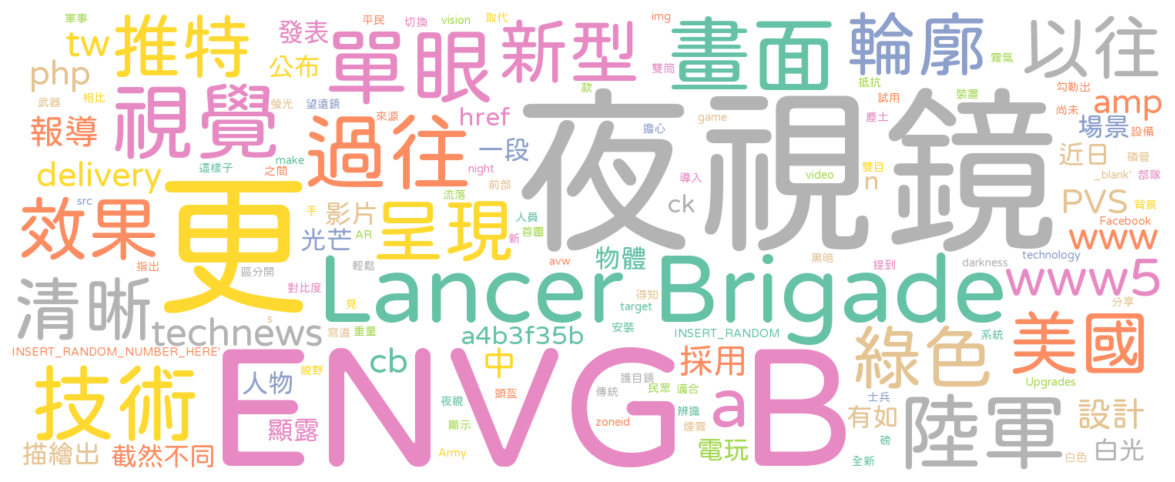 軍事
平民
切換
vision
取代
img
tw
推特
發表
單眼
新型
雙筒
畫面
輪廓
霧氣
以往
php
公布
款
抵抗
勾勒出
武器
相比
視覺
螢光
望遠鏡
來源
href
夜視鏡
game
塵土
試用
裝置
尚未
amp
報導
過往
擔心
場景
設備
一段
之間
這樣子
make
night
前部
導入
video
雙目
n
近日
磷管
_blank'
部隊
delivery
src
更
手
影片
流落
呈現
人員
首圖
ck
PVS
背景
效果
指出
光芒
AR
新
Facebook
www
區分開
輕鬆
avw
物體
黑暗
提到
darkness
technology
清晰
對比度
見
Lancer Brigade
得知
target
www5
分享
technews
s
寫道
重量
a4b3f35b
安裝
INSERT_RANDOM
系統
INSERT_RANDOM_NUMBER_HERE'
技術
人物
視野
cb
中
頭盔
護目鏡
採用
綠色
美國
ENVG
B
傳統
民眾
適合
a
Upgrades
顯露
夜視
顯示
zoneid
辨識
煙霧
有如
士兵
陸軍
設計
描繪出
截然不同
Army
電玩
磅
全新
白色
白光